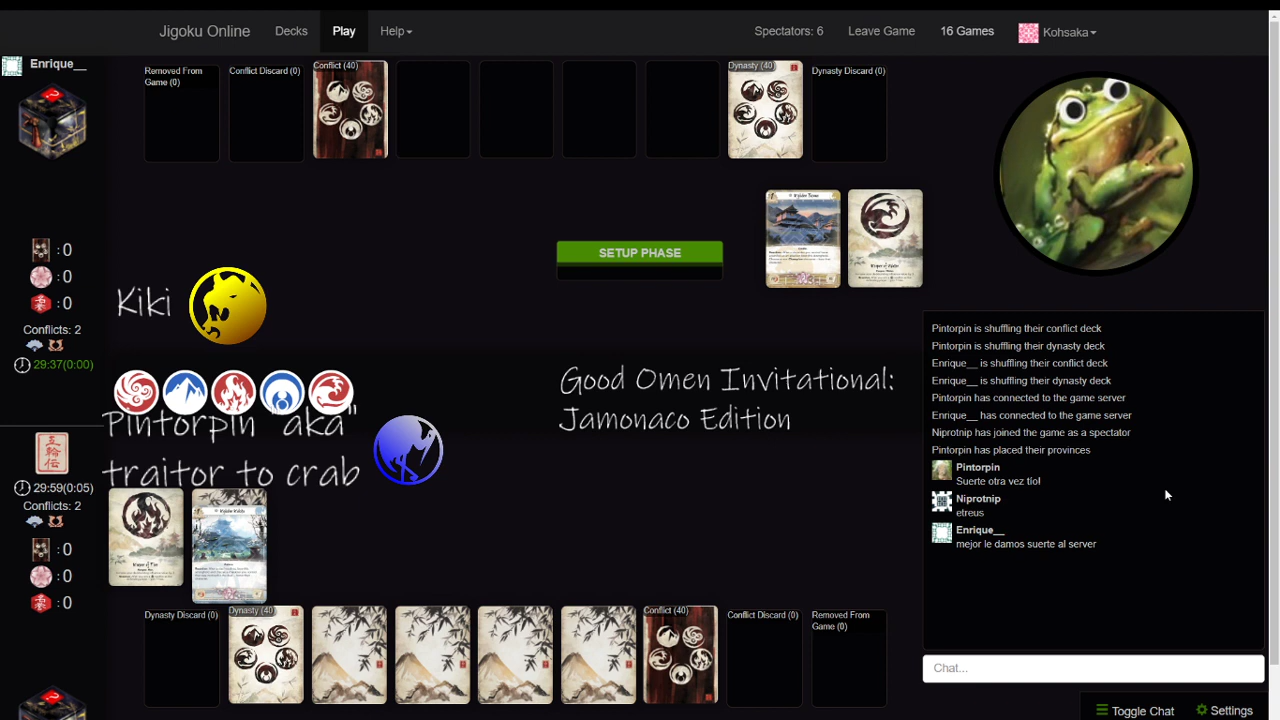 Jigoku Online Decks Play Help Spectators: 6 Leave Game 16 Games Kohsaka
Enrique__
Removed From
Game (0)
Conflict Discard (0)
Conflict (40)
Dynasty (40)
Dynasty Discard (0)
SETUP PHASE
: 0
: 0
: 0
Conflicts: 2
29:37(0:00)
Kiki
Good Omen Invitational:
Jamonaco Edition
Pintorpin "aka"
traitor to crab
29:59(0:05)
Conflicts: 2
: 0
: 0
: 0
Pintorpin is shuffling their conflict deck
Pintorpin is shuffling their dynasty deck
Enrique__ is shuffling their conflict deck
Enrique__ is shuffling their dynasty deck
Pintorpin has connected to the game server
Enrique__ has connected to the game server
Niprotnip has joined the game as a spectator
Pintorpin has placed their provinces
Pintorpin
Suerte otra vez tio!
Niprotnip
etreus
Enrique__
mejor le damos suerte al server
Dynasty Discard (0)
Dynasty (40
Conflict (40)
Conflict Discard (0)
Removed From
Game (0)
Chat...
Toggle Chat Settings